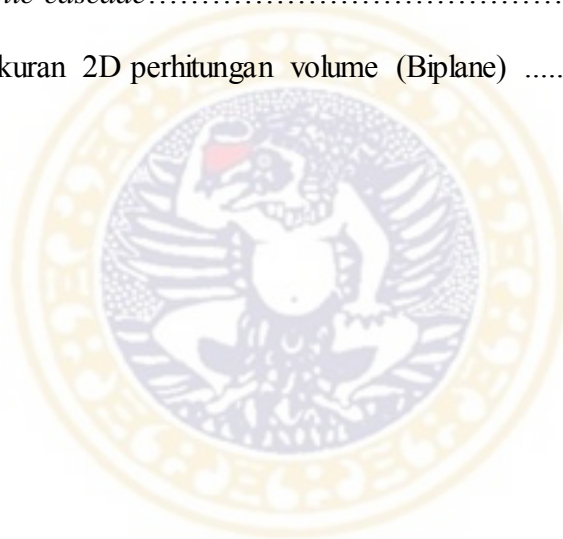 cascade……………………………………
kuran 2D perhitungan volume (Biplane) .....